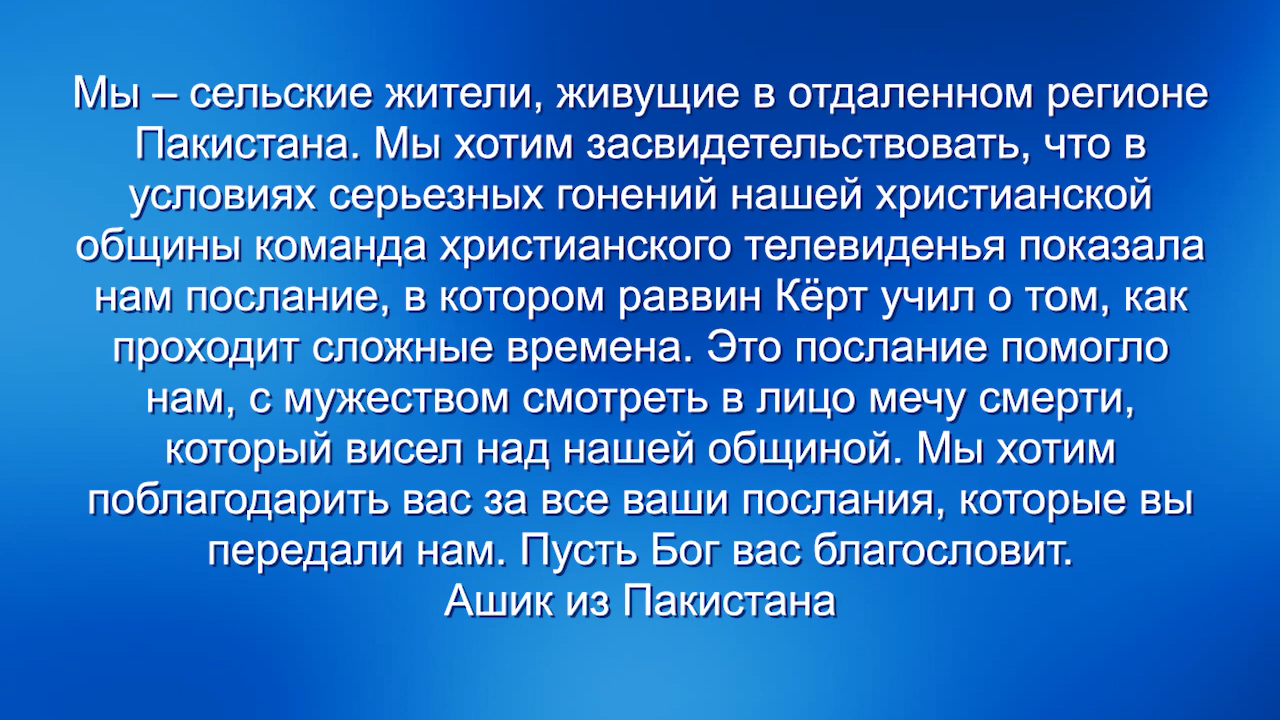 Мы – сельские жители, живущие в отдаленном регионе
Пакистана. Мы хотим засвидетельствовать, что в
условиях серьезных гонений нашей христианской
общины команда христианского телевиденья показала
нам послание, в котором раввин Кёрт учил о том, как
проходит сложные времена. Это послание помогло
нам, с мужеством смотреть в лицо мечу смерти,
который висел над нашей общиной. Мы хотим
поблагодарить вас за все ваши послания, которые вы
передали нам. Пусть Бог вас благословит.
Ашик из Пакистана